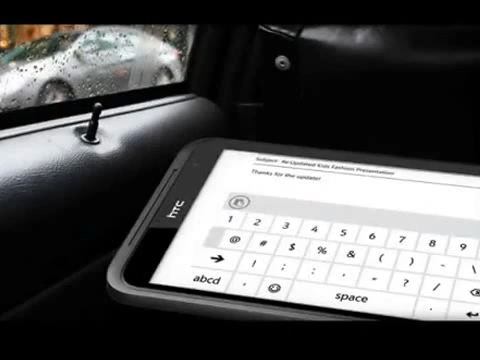 Subject An Updated Kids Fashion Presentation
Thanks for the update!
hTC
1 2 3 4 5 6 7 8 9
@ # $ % & ( ) - \
! ; : ' " ? /
abcd . space